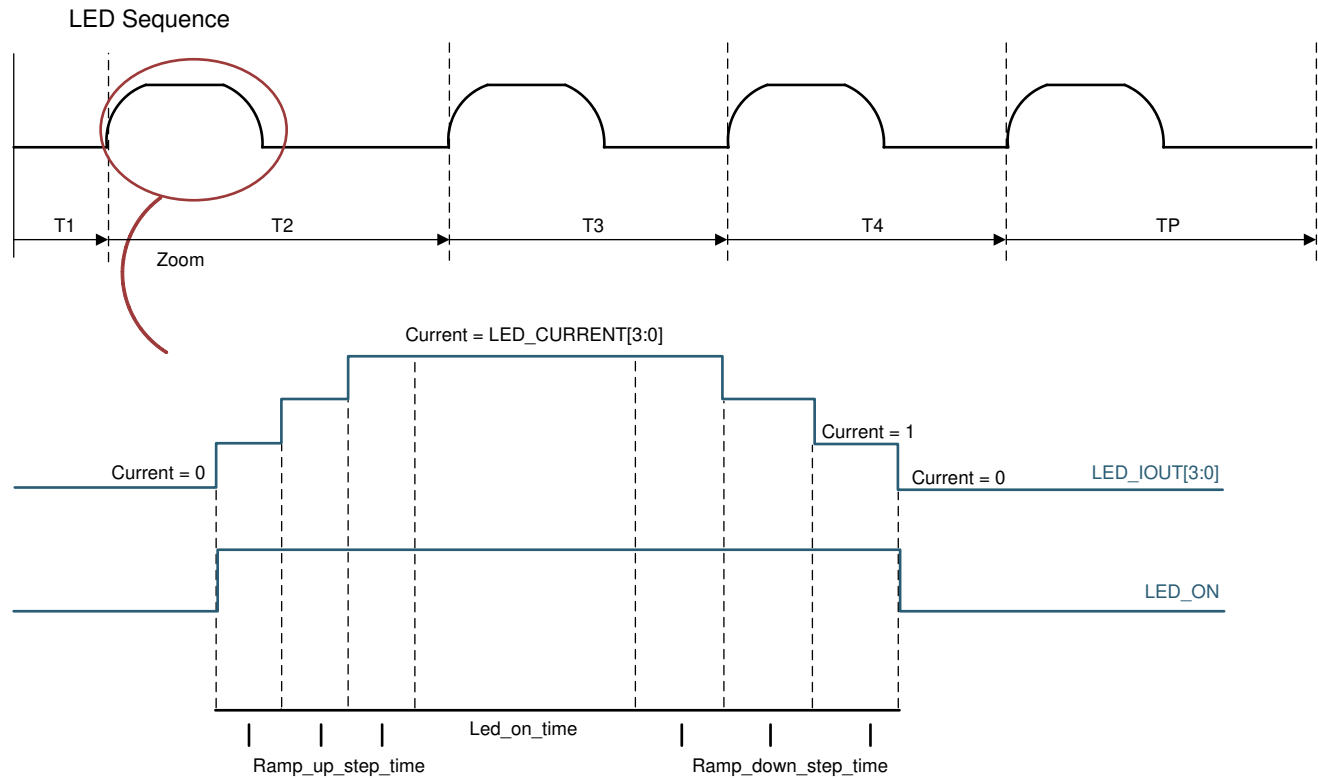 LED Sequence
T1
T2
T3
T4
TP
Zoom
Current = LED_CURRENT[3:0]
Current = 1
Current = 0
Current = 0
LED_IOUT[3:0]
LED_ON
Led_on_time
Ramp_up_step_time
Ramp_down_step_time